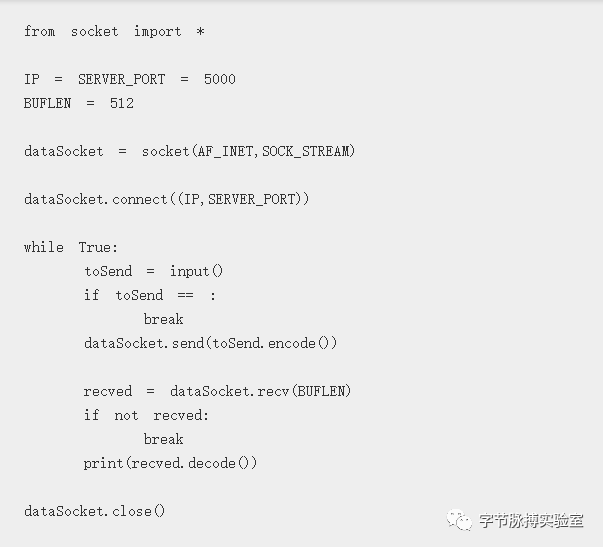 from socket import *
IP = SERVER_PORT = 5000
BUFLEN = 512
dataSocket = socket(AF_INET,SOCK_STREAM)
dataSocket.connect((IP,SERVER_PORT))
while True:
toSend = input()
if toSend == :
break
dataSocket.send(toSend.encode())
recved = dataSocket.recv(BUFLEN)
if not recved:
break
print(recved.decode())
dataSocket.close()
字节脉搏实验室